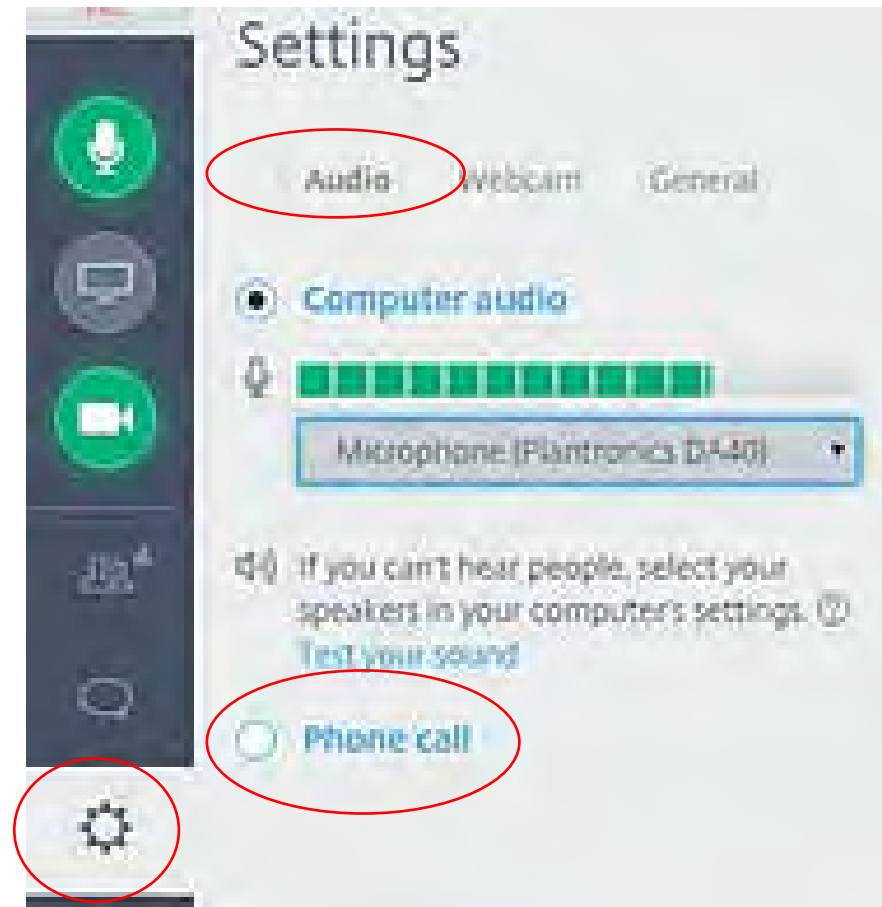 Settings
Audio Webcam General
Computer audio
Microphone (Plantronics DA40)
If you can't hear people, select your
speakers in your computer's settings.
Test your sound
Phone call